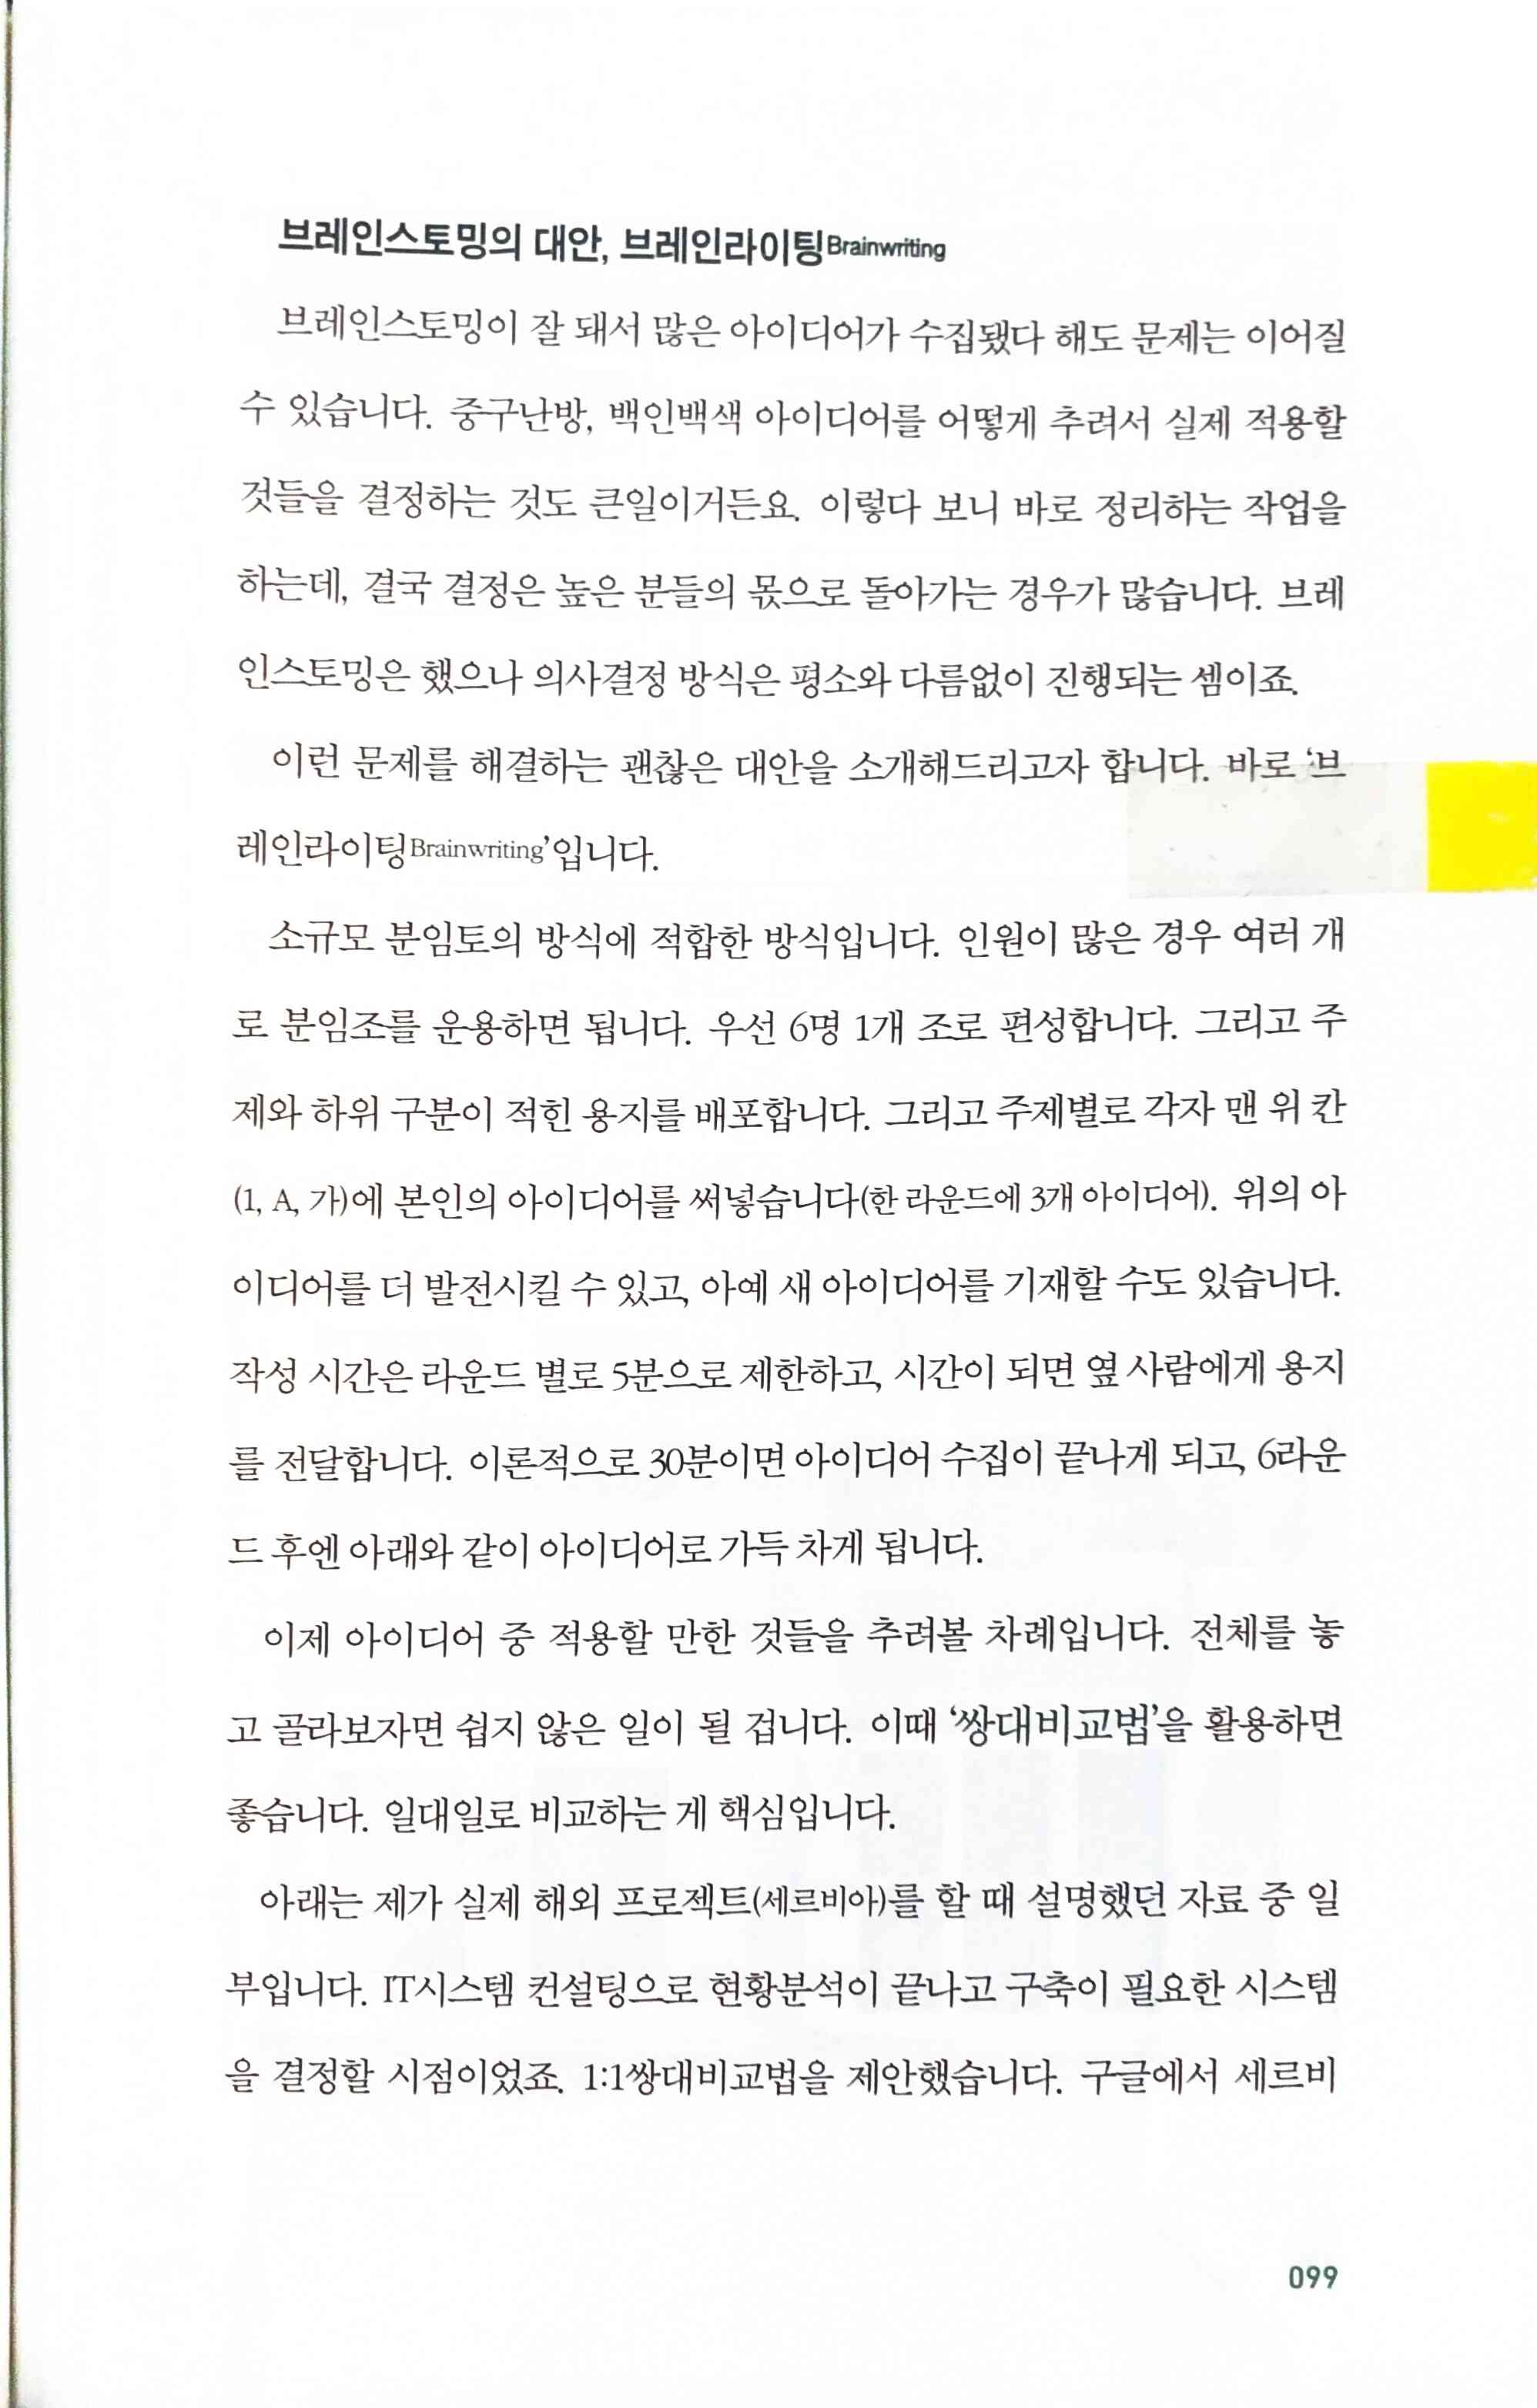 브레인스토밍의 대안, 브레인라이팅Brainwriting
브레인스토밍이 잘 돼서 많은 아이디어가 수집됐다 해도 문제는 이어질
수 있습니다. 중구난방, 백인백색 아이디어를 어떻게 추려서 실제 적용할
것들을 결정하는 것도 큰일이거든요. 이렇다 보니 바로 정리하는 작업을
하는데, 결국 결정은 높은 분들의 몫으로 돌아가는 경우가 많습니다. 브레
인스토밍은 했으나 의사결정 방식은 평소와 다름없이 진행되는 셈이죠.
이런 문제를 해결하는 괜찮은 대안을 소개해드리고자 합니다. 바로 ‘브
레인라이팅Brainwriting’입니다.
소규모 분임토의 방식에 적합한 방식입니다. 인원이 많은 경우 여러 개
로 분임조를 운용하면 됩니다. 우선 6명 1개 조로 편성합니다. 그리고 주
제와 하위 구분이 적힌 용지를 배포합니다. 그리고 주제별로 각자 맨 위 칸
(1, A, 가)에 본인의 아이디어를 써넣습니다(한 라운드에 3개 아이디어). 위의 아
이디어를 더 발전시킬 수 있고, 아예 새 아이디어를 기재할 수도 있습니다.
작성 시간은 라운드 별로 5분으로 제한하고, 시간이 되면 옆 사람에게 용지
를 전달합니다. 이론적으로 30분이면 아이디어 수집이 끝나게 되고, 6라운
드 후엔 아래와 같이 아이디어로 가득 차게 됩니다.
이제 아이디어 중 적용할 만한 것들을 추려볼 차례입니다. 전체를 놓
고 골라보자면 쉽지 않은 일이 될 겁니다. 이때 ‘쌍대비교법’을 활용하면
좋습니다. 일대일로 비교하는 게 핵심입니다.
아래는 제가 실제 해외 프로젝트(세르비아)를 할 때 설명했던 자료 중 일
부입니다. IT시스템 컨설팅으로 현황분석이 끝나고 구축이 필요한 시스템
을 결정할 시점이었죠. 1:1쌍대비교법을 제안했습니다. 구글에서 세르비
099